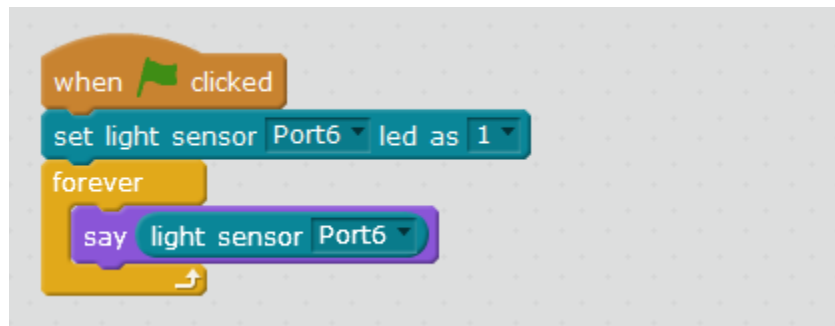 when clicked
set light sensor Port6 led as 1
forever
say light sensor Port6